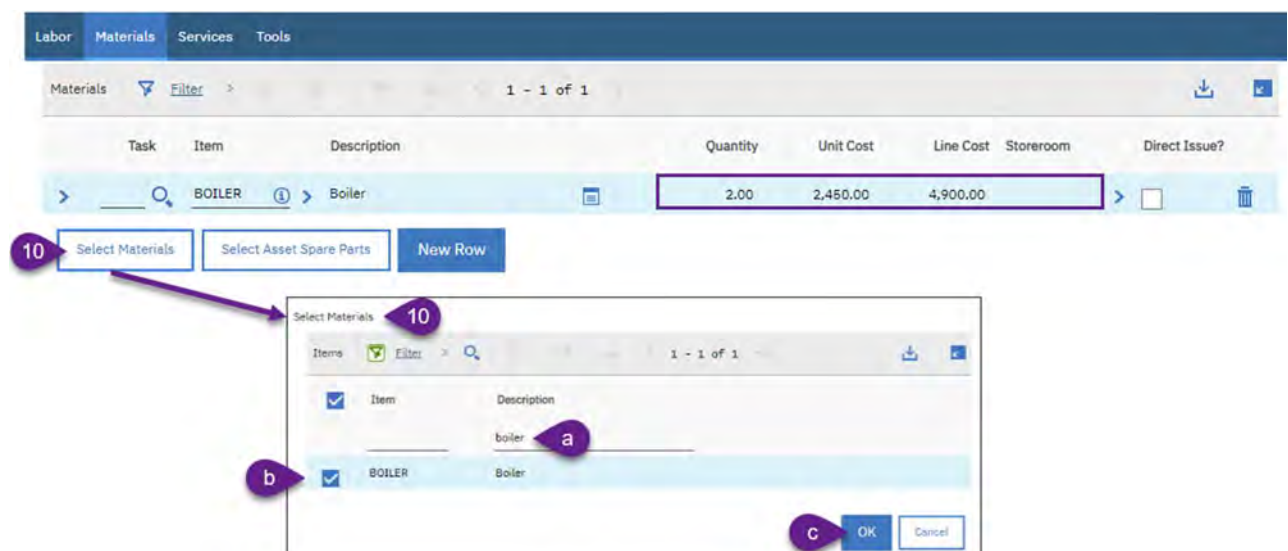 Labor Materials Services Tools
Materials Filter 1 - 1 of 1
Task Item Description Quantity Unit Cost Line Cost Storeroom Direct Issue?
BOILER Boiler 2.00 2,450.00 4,900.00
10 Select Materials Select Asset Spare Parts New Row
Select Materials 10
Items Filter 1 - 1 of 1
Item Description
boiler a
b BOILER Boiler
c OK Cancel